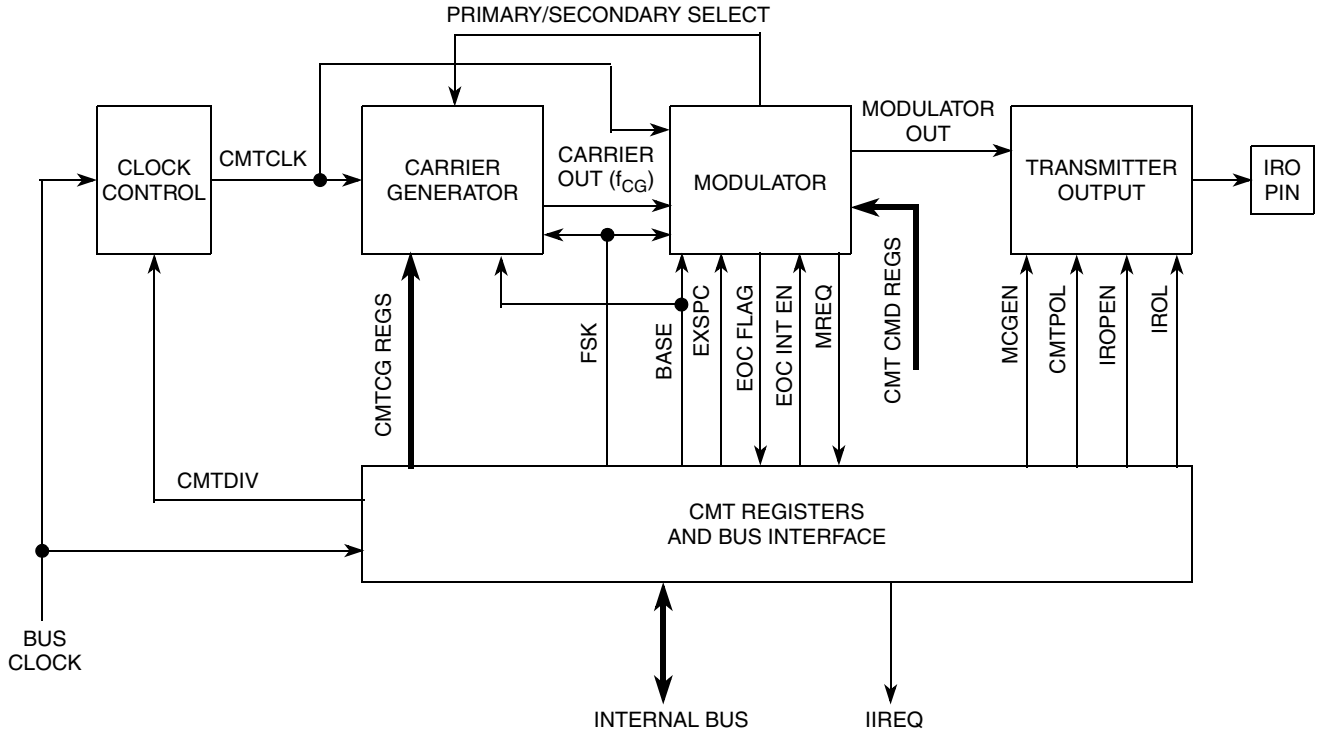 PRIMARY/SECONDARY SELECT
CLOCK
CONTROL
CMTCLK
CARRIER
GENERATOR
CARRIER
OUT (fCG)
MODULATOR
MODULATOR
OUT
TRANSMITTER
OUTPUT
IRO
PIN
CMTCG REGS
FSK
BASE
EXSPC
EOC FLAG
EOC INT EN
MREQ
CMT CMD REGS
MCGEN
CMTPOL
IROPEN
IROL
CMTDIV
CMT REGISTERS
AND BUS INTERFACE
BUS
CLOCK
INTERNAL BUS
IIREQ